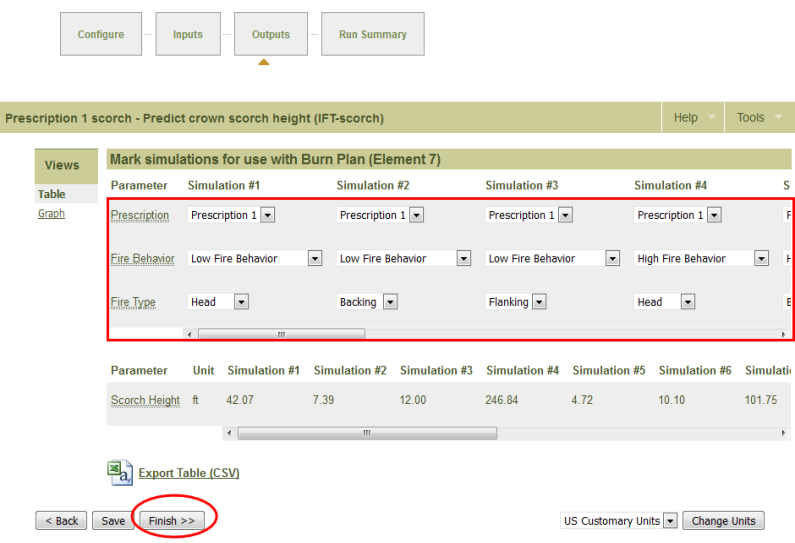 Configure Inputs Outputs Run Summary
Prescription 1 scorch - Predict crown scorch height (IFT-scorch) Help Tools
Views Mark simulations for use with Burn Plan (Element 7)
Parameter Simulation #1 Simulation #2 Simulation #3 Simulation #4 S
Table
Graph Prescription Prescription 1 Prescription 1 Prescription 1 Prescription 1
Fire Behavior Low Fire Behavior Low Fire Behavior Low Fire Behavior High Fire Behavior
Fire Type Head Backing Flanking Head
Parameter Unit Simulation #1 Simulation #2 Simulation #3 Simulation #4 Simulation #5 Simulation #6 Simulati
Scorch Height ft 42.07 7.39 12.00 246.84 4.72 10.10 101.75
Export Table (CSV)
< Back Save Finish >> US Customary Units Change Units